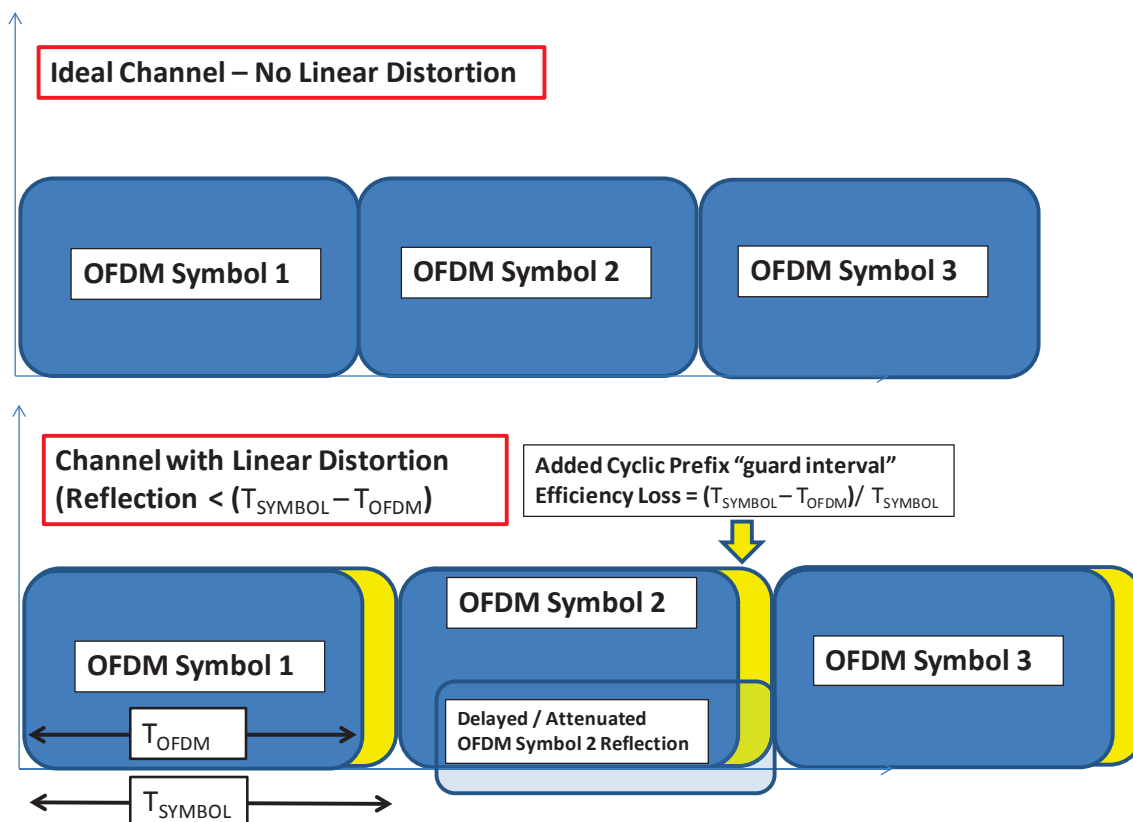 Ideal Channel – No Linear Distortion
OFDM Symbol 1
OFDM Symbol 2
OFDM Symbol 3
Channel with Linear Distortion
(Reflection < (TSYMBOL – TOFDM)
Added Cyclic Prefix “guard interval”
Efficiency Loss = (TSYMBOL – TOFDM)/ TSYMBOL
OFDM Symbol 1
OFDM Symbol 2
OFDM Symbol 3
Delayed / Attenuated
OFDM Symbol 2 Reflection
TOFDM
TSYMBOL